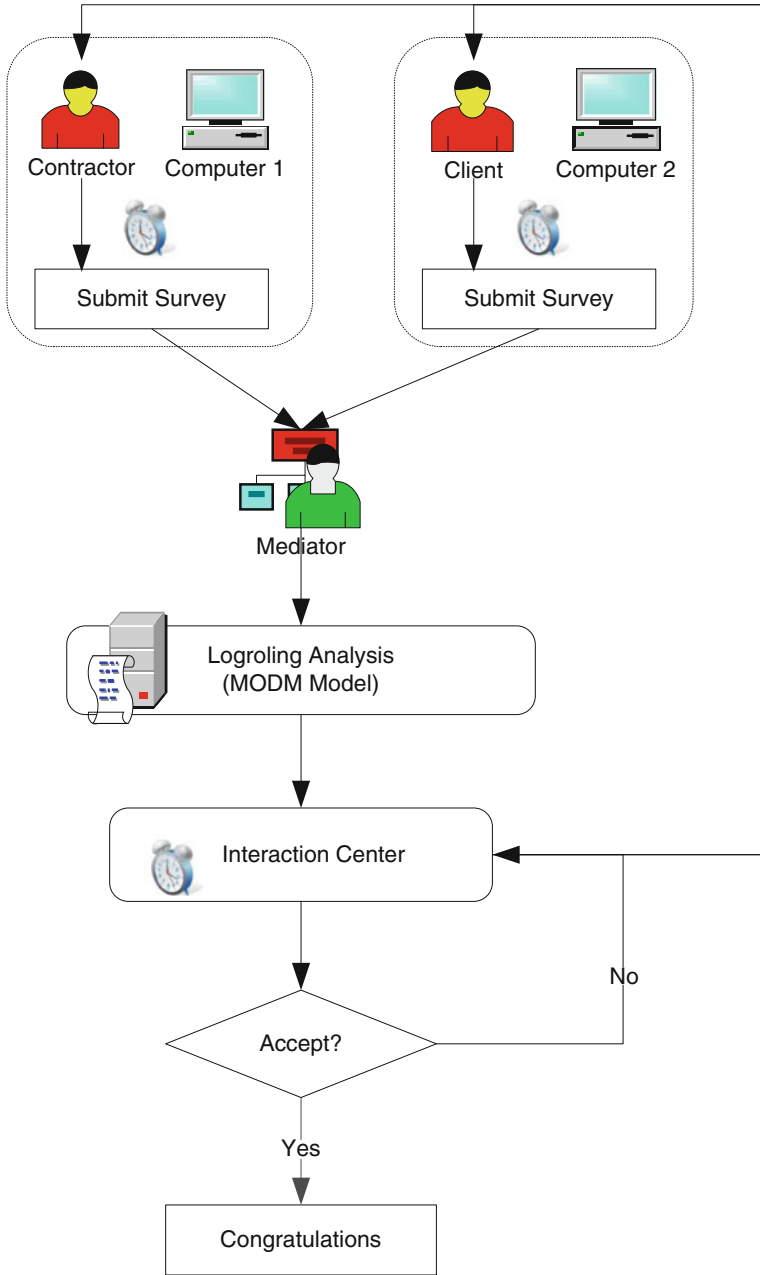 Contractor
Computer 1
Client
Computer 2
Submit Survey
Submit Survey
Mediator
Logroling Analysis
(MODM Model)
Interaction Center
No
Accept?
Yes
Congratulations